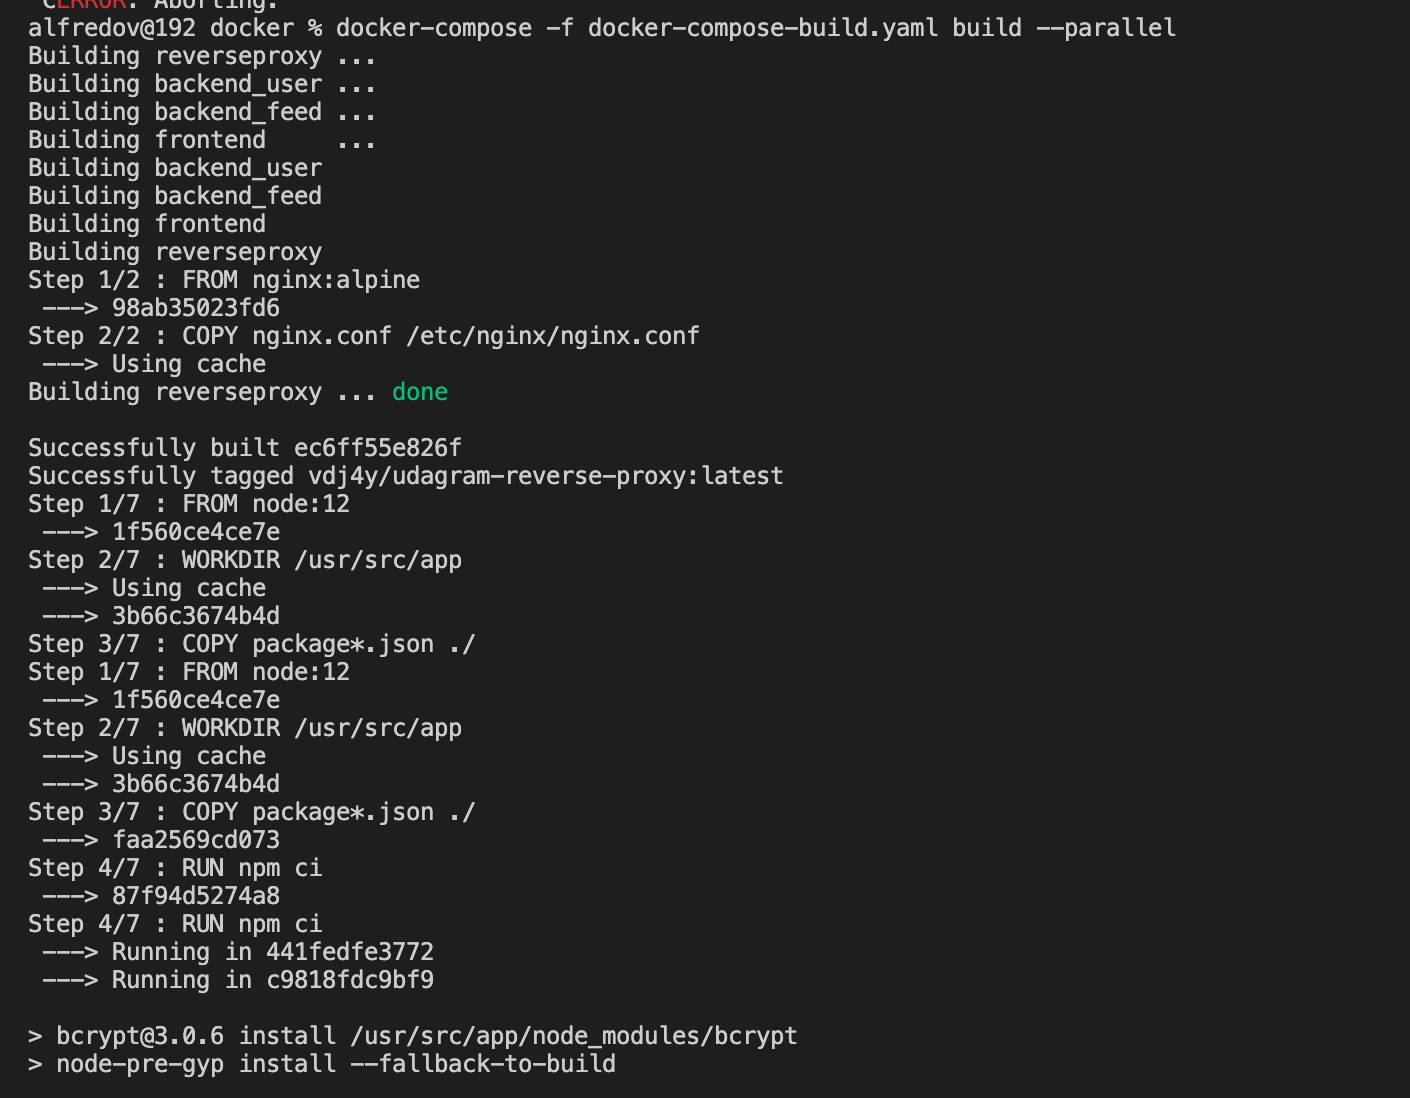 CERROR: Aborting.
alfredov@192 docker % docker-compose -f docker-compose-build.yaml build --parallel
Building reverseproxy ...
Building backend_user ...
Building backend_feed ...
Building frontend     ...
Building backend_user
Building backend_feed
Building frontend
Building reverseproxy
Step 1/2 : FROM nginx:alpine
 ---> 98ab35023fd6
Step 2/2 : COPY nginx.conf /etc/nginx/nginx.conf
 ---> Using cache
Building reverseproxy ... done
Successfully built ec6ff55e826f
Successfully tagged vdj4y/udagram-reverse-proxy:latest
Step 1/7 : FROM node:12
 ---> 1f560ce4ce7e
Step 2/7 : WORKDIR /usr/src/app
 ---> Using cache
 ---> 3b66c3674b4d
Step 3/7 : COPY package*.json ./
Step 1/7 : FROM node:12
 ---> 1f560ce4ce7e
Step 2/7 : WORKDIR /usr/src/app
 ---> Using cache
 ---> 3b66c3674b4d
Step 3/7 : COPY package*.json ./
 ---> faa2569cd073
Step 4/7 : RUN npm ci
 ---> 87f94d5274a8
Step 4/7 : RUN npm ci
 ---> Running in 441fedfe3772
 ---> Running in c9818fdc9bf9
> bcrypt@3.0.6 install /usr/src/app/node_modules/bcrypt
> node-pre-gyp install --fallback-to-build